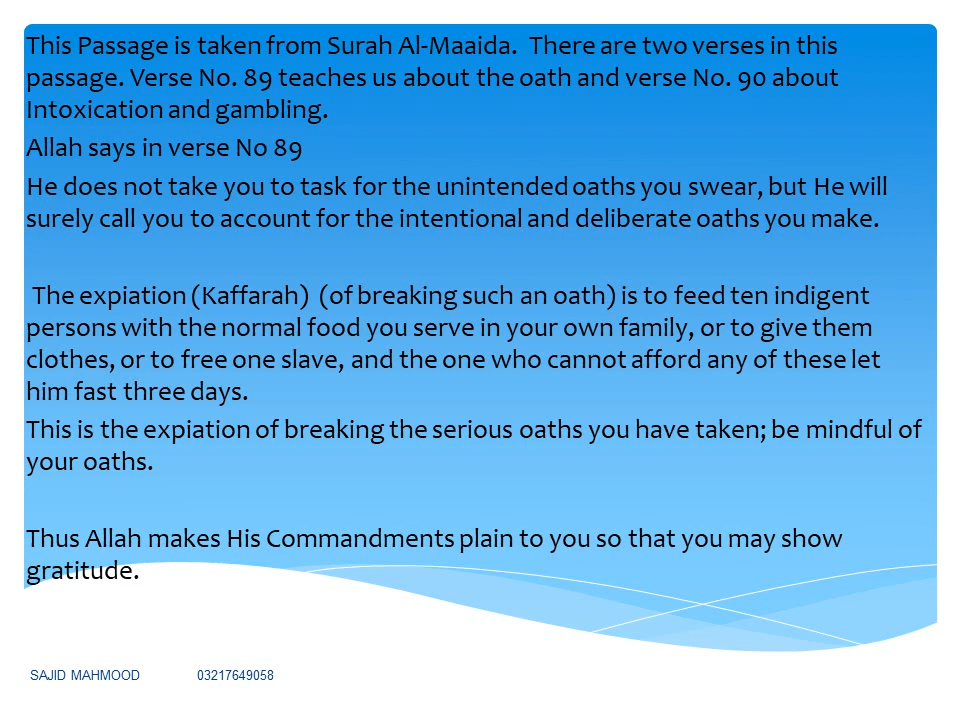 This Passage is taken from Surah Al-Maaida.  There are two verses in this
passage. Verse No. 89 teaches us about the oath and verse No. 90 about
Intoxication and gambling.
Allah says in verse No 89
He does not take you to task for the unintended oaths you swear, but He will
surely call you to account for the intentional and deliberate oaths you make.
The expiation (Kaffarah)  (of breaking such an oath) is to feed ten indigent
persons with the normal food you serve in your own family, or to give them
clothes, or to free one slave, and the one who cannot afford any of these let
him fast three days.
This is the expiation of breaking the serious oaths you have taken; be mindful of
your oaths.
Thus Allah makes His Commandments plain to you so that you may show
gratitude.
SAJID MAHMOOD 03217649058